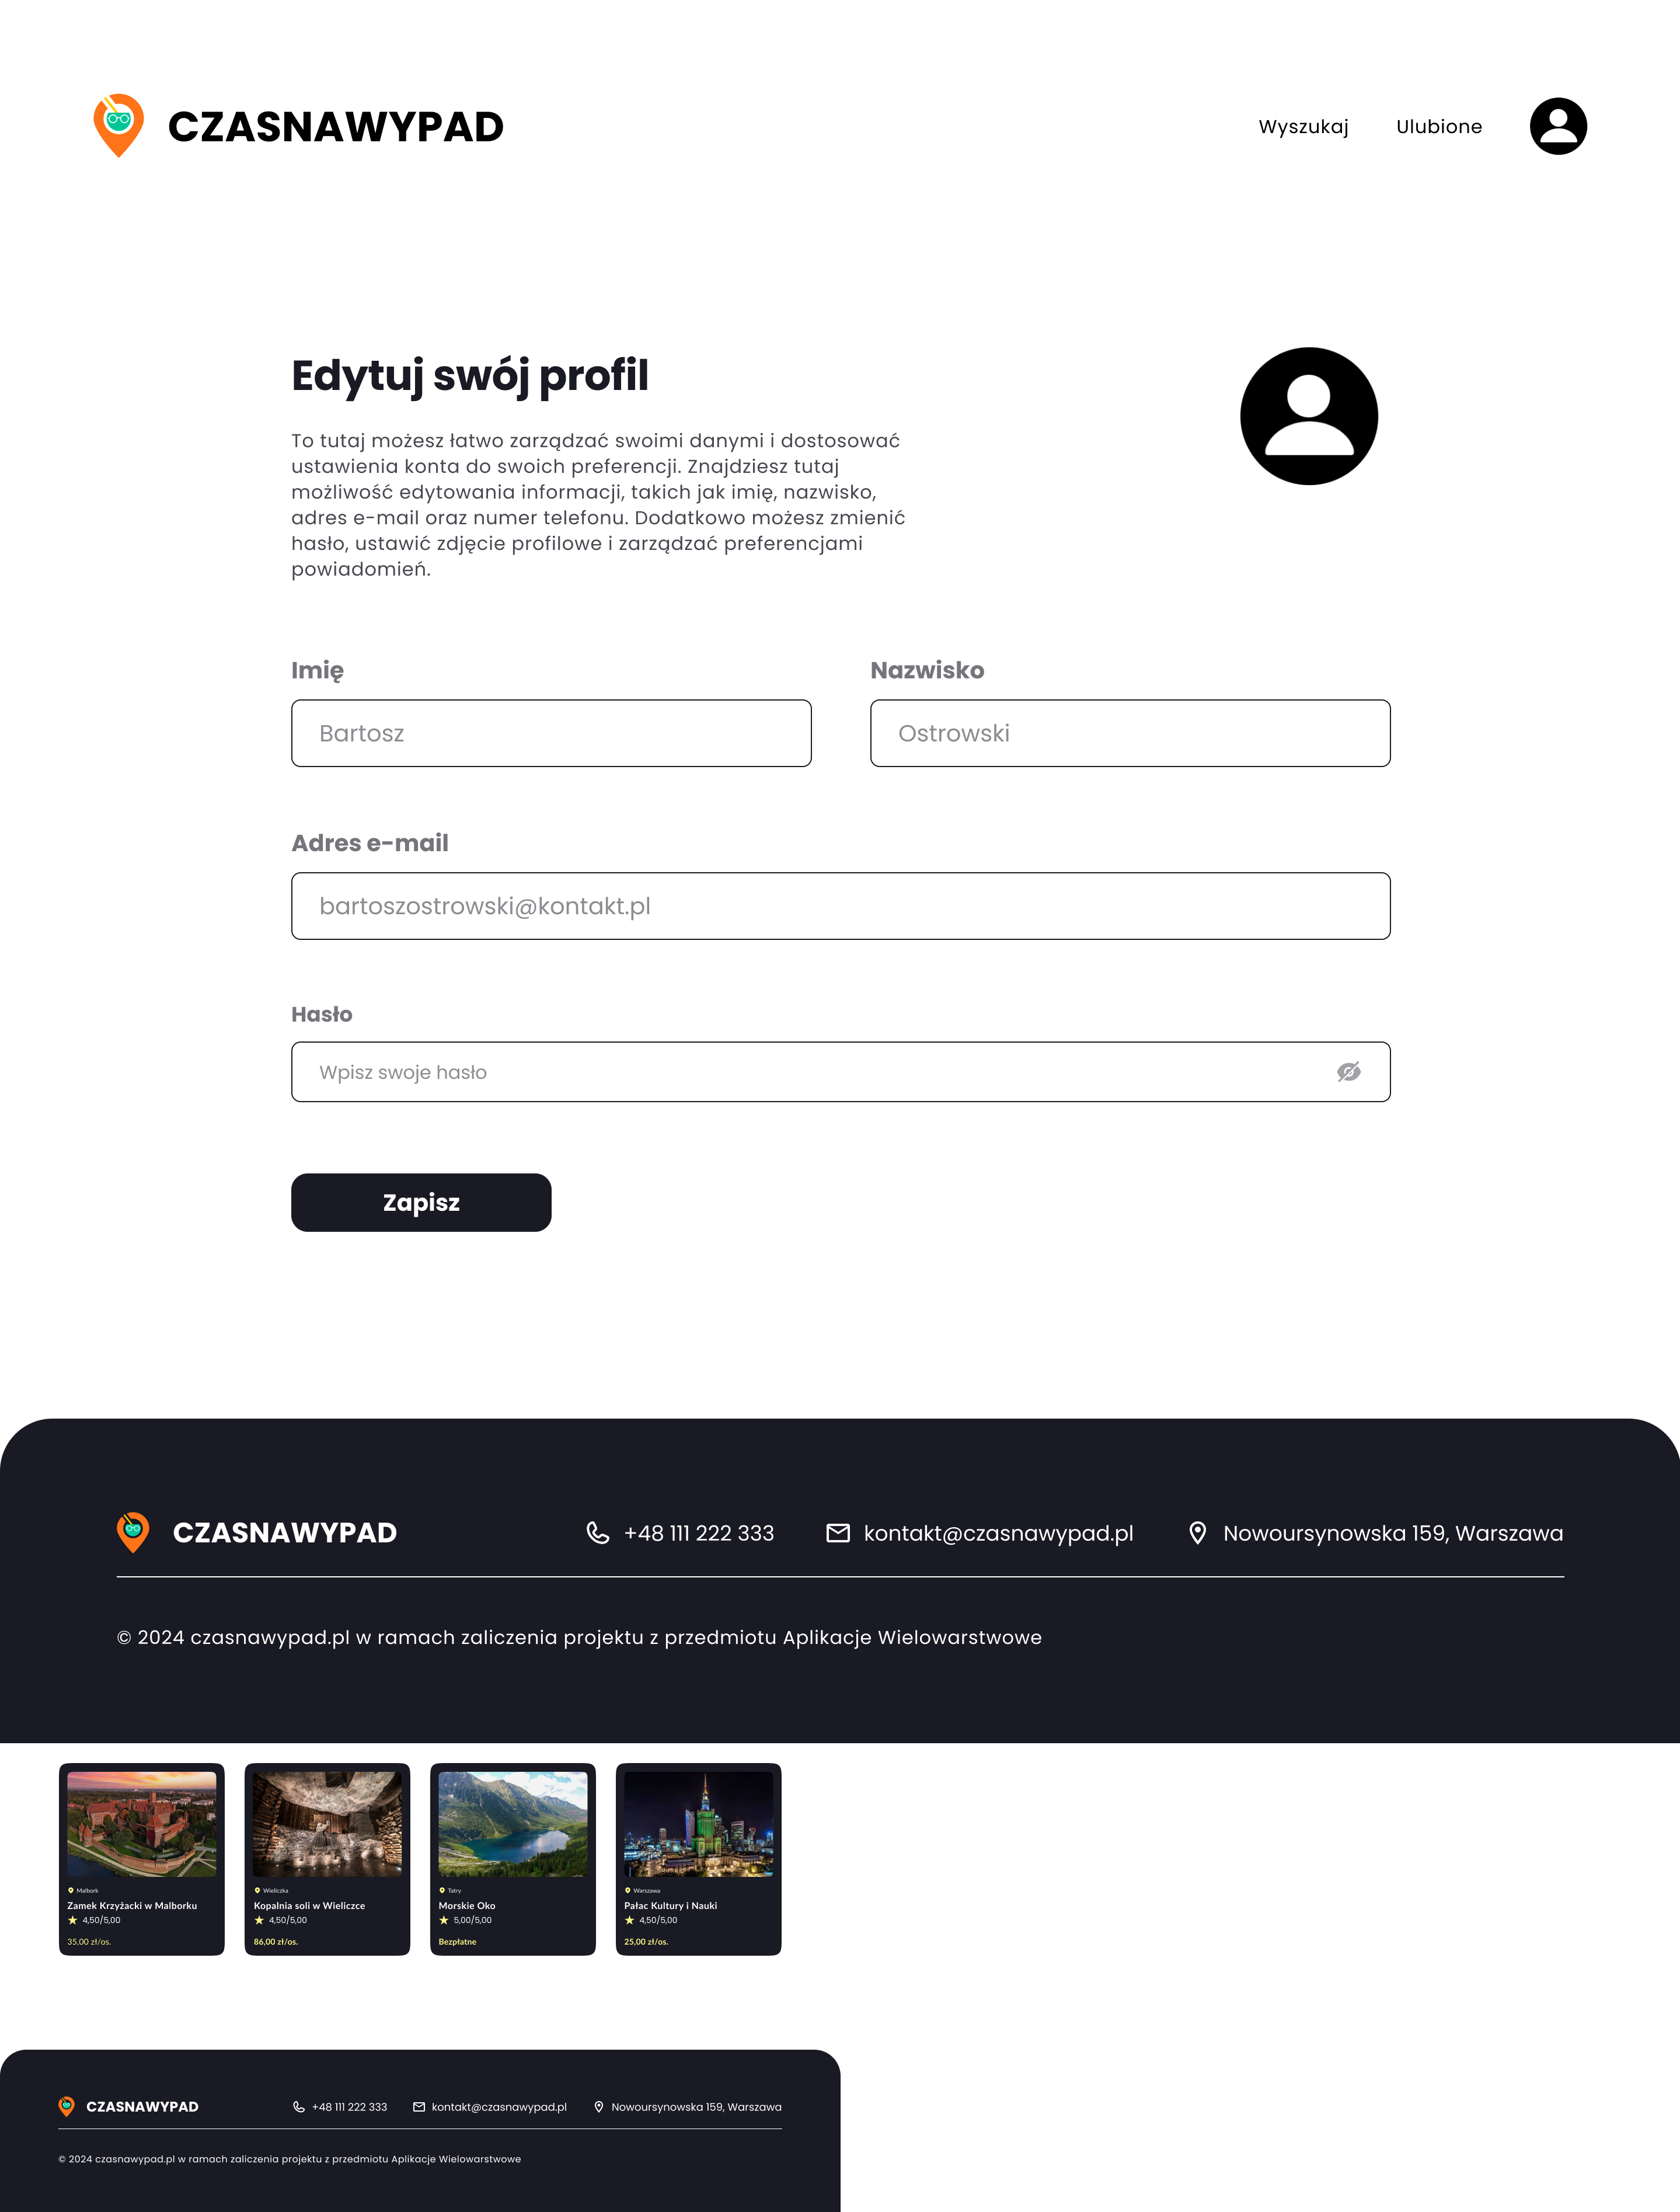 CZASNAWYPAD
Wyszukaj
Ulubione
Edytuj swój profil
To tutaj możesz łatwo zarządzać swoimi danymi i dostosować
ustawienia konta do swoich preferencji. Znajdziesz tutaj
możliwość edytowania informacji, takich jak imię, nazwisko,
adres e-mail oraz numer telefonu. Dodatkowo możesz zmienić
hasło, ustawić zdjęcie profilowe i zarządzać preferencjami
powiadomień.
Imię
Nazwisko
Bartosz
Ostrowski
Adres e-mail
bartoszostrowski@kontakt.pl
Hasło
Wpisz swoje hasło
Zapisz
CZASNAWYPAD
+48 111 222 333
kontakt@czasnawypad.pl
Nowoursynowska 159, Warszawa
© 2024 czasnawypad.pl w ramach zaliczenia projektu z przedmiotu Aplikacje Wielowarstwowe
Malbork
Zamek Krzyżacki w Malborku
4,50/5,00
35,00 zł/os.
Wieliczka
Kopalnia soli w Wieliczce
4,50/5,00
86,00 zł/os.
Tatry
Morskie Oko
5,00/5,00
Bezpłatne
Warszawa
Pałac Kultury i Nauki
4,50/5,00
25,00 zł/os.
CZASNAWYPAD
+48 111 222 333
kontakt@czasnawypad.pl
Nowoursynowska 159, Warszawa
© 2024 czasnawypad.pl w ramach zaliczenia projektu z przedmiotu Aplikacje Wielowarstwowe